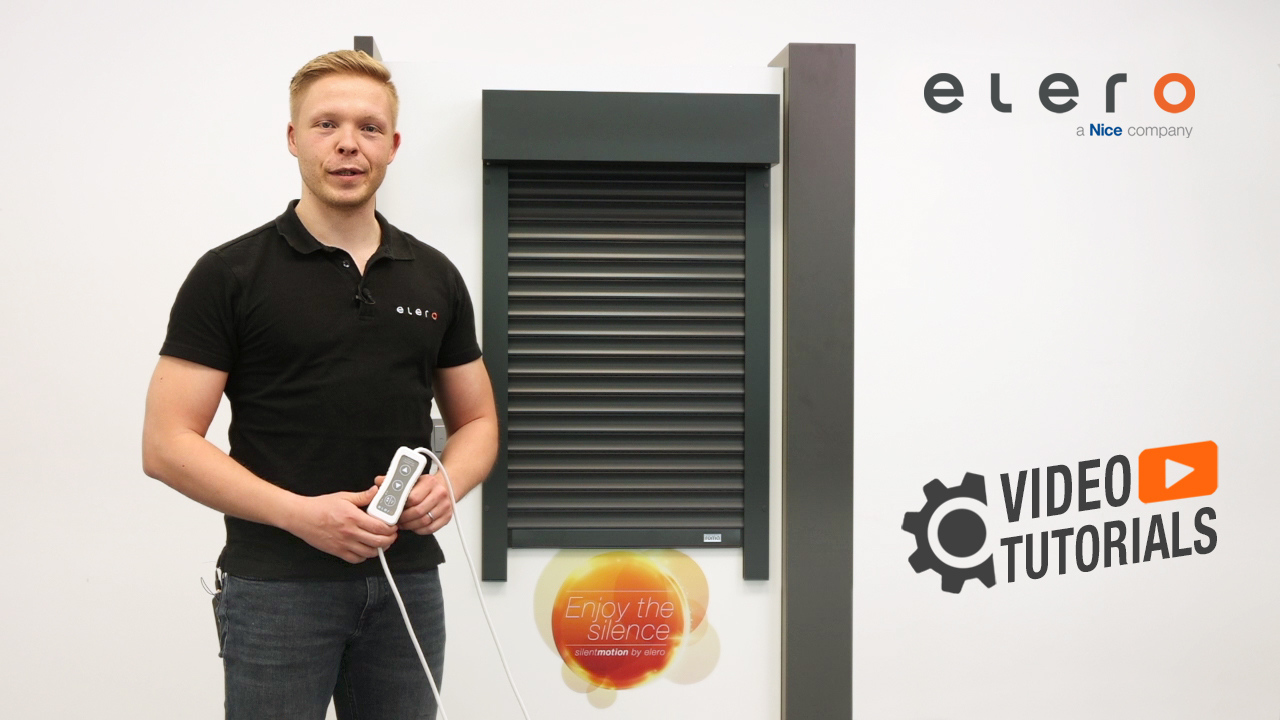 elero
a Nice company
elero
VIDEO
TUTORIALS
Enjoy the
silence
silentmotion by elero